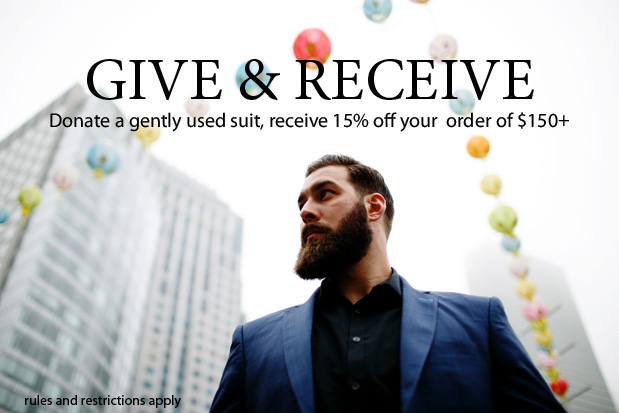 GIVE & RECEIVE
Donate a gently used suit, receive 15% off your order of $150+
rules and restrictions apply